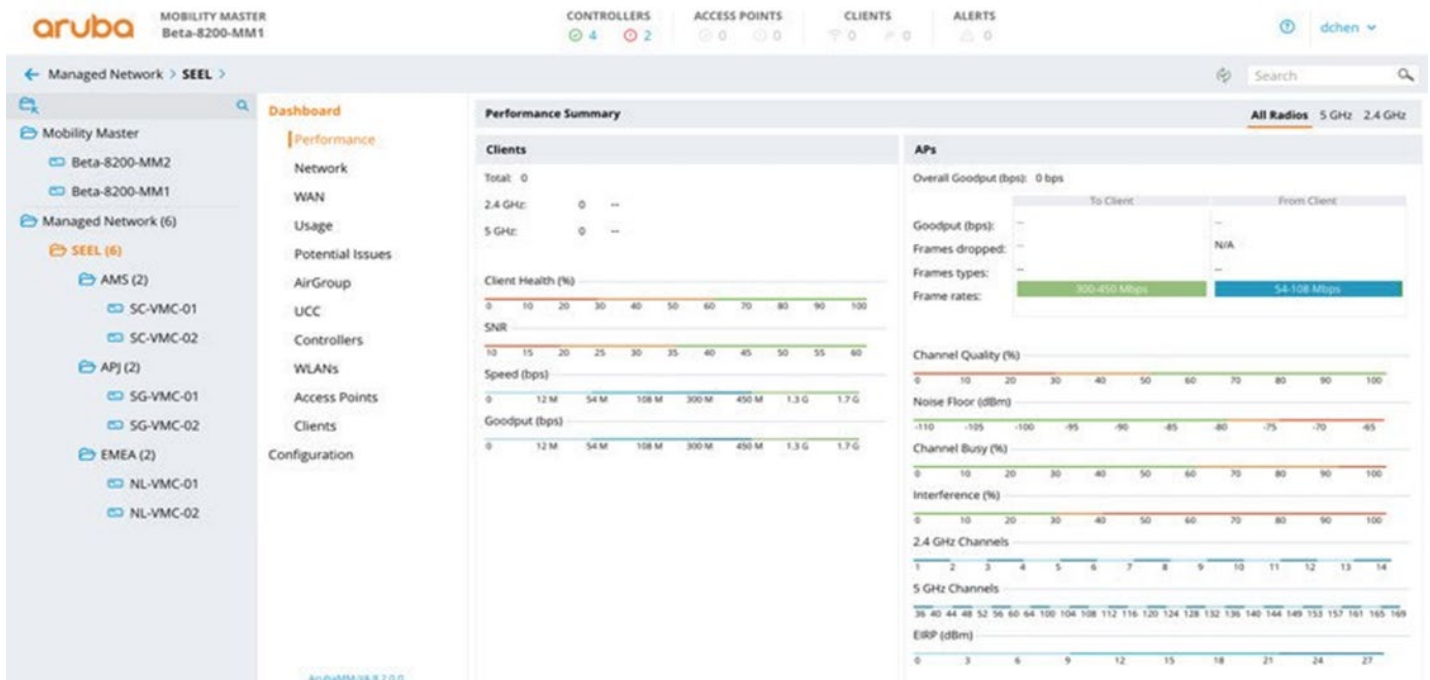 aruba
MOBILITY MASTER
Beta-8200-MM1
CONTROLLERS
4 2
ACCESS POINTS
0 0
CLIENTS
0 0
ALERTS
0
dchen
Managed Network > SEEL >
Search
Mobility Master
Beta-8200-MM2
Beta-8200-MM1
Managed Network (6)
SEEL (6)
AMS (2)
SC-VMC-01
SC-VMC-02
APJ (2)
SG-VMC-01
SG-VMC-02
EMEA (2)
NL-VMC-01
NL-VMC-02
Dashboard
Performance
Network
WAN
Usage
Potential Issues
AirGroup
UCC
Controllers
WLANs
Access Points
Clients
Configuration
ArubaMM-VA 8.2.0.0
Performance Summary
All Radios 5 GHz 2.4 GHz
Clients
Total: 0
2.4 GHz: 0 --
5 GHz: 0 --
Client Health (%)
0 10 20 30 40 50 60 70 80 90 100
SNR
10 15 20 25 30 35 40 45 50 55 60
Speed (bps)
0 12 M 54 M 108 M 300 M 450 M 1.3 G 1.7 G
Goodput (bps)
0 12 M 54 M 108 M 300 M 450 M 1.3 G 1.7 G
APs
Overall Goodput (bps): 0 bps
To Client From Client
Goodput (bps): -- --
Frames dropped: -- N/A
Frames types: -- --
Frame rates: 300-450 Mbps 54-108 Mbps
Channel Quality (%)
0 10 20 30 40 50 60 70 80 90 100
Noise Floor (dBm)
-110 -105 -100 -95 -90 -85 -80 -75 -70 -65
Channel Busy (%)
0 10 20 30 40 50 60 70 80 90 100
Interference (%)
0 10 20 30 40 50 60 70 80 90 100
2.4 GHz Channels
1 2 3 4 5 6 7 8 9 10 11 12 13 14
5 GHz Channels
36 40 44 48 52 56 60 64 100 104 108 112 116 120 124 128 132 136 140 144 149 153 157 161 165 169
EIRP (dBm)
0 3 6 9 12 15 18 21 24 27